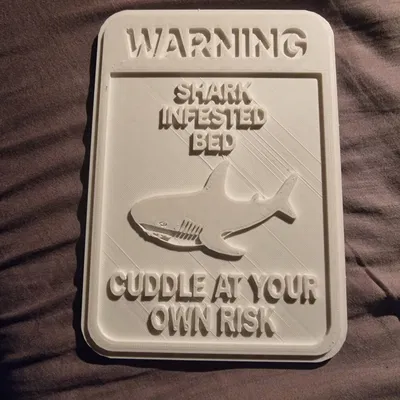 WARNING
SHARK
INFESTED
BED
CUDDLE AT YOUR
OWN RISK